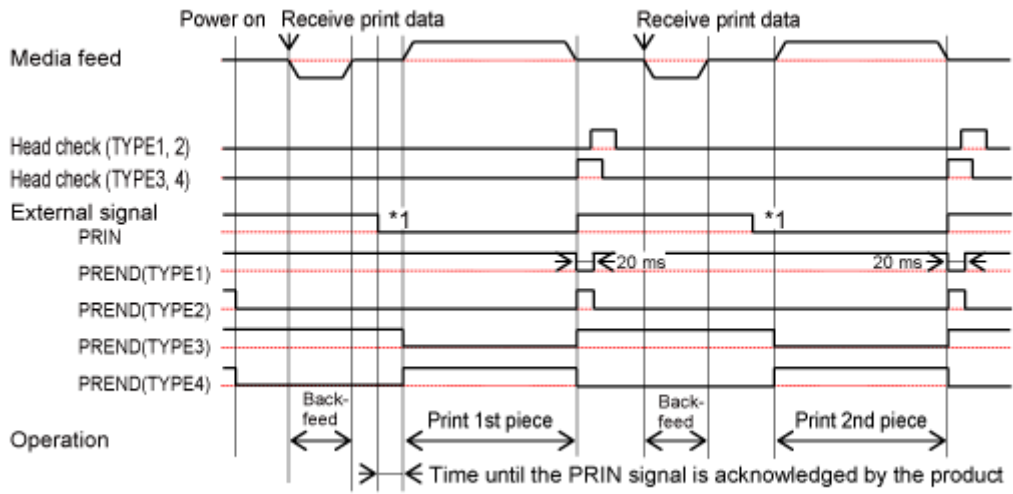 Power on Receive print data Receive print data
Media feed
Head check (TYPE1, 2)
Head check (TYPE3, 4)
External signal
*1 *1
PRIN
PREND(TYPE1) 20 ms 20 ms
PREND(TYPE2)
PREND(TYPE3)
PREND(TYPE4)
Back-
feed
Print 1st piece
Back-
feed
Print 2nd piece
Operation
Time until the PRIN signal is acknowledged by the product